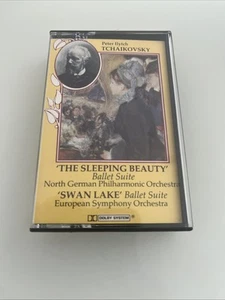 Peter Ilyich
TCHAIKOVSKY
'THE SLEEPING BEAUTY'
Ballet Suite
North German Philharmonic Orchestra
'SWAN LAKE' Ballet Suite
European Symphony Orchestra
DOLBY SYSTEM